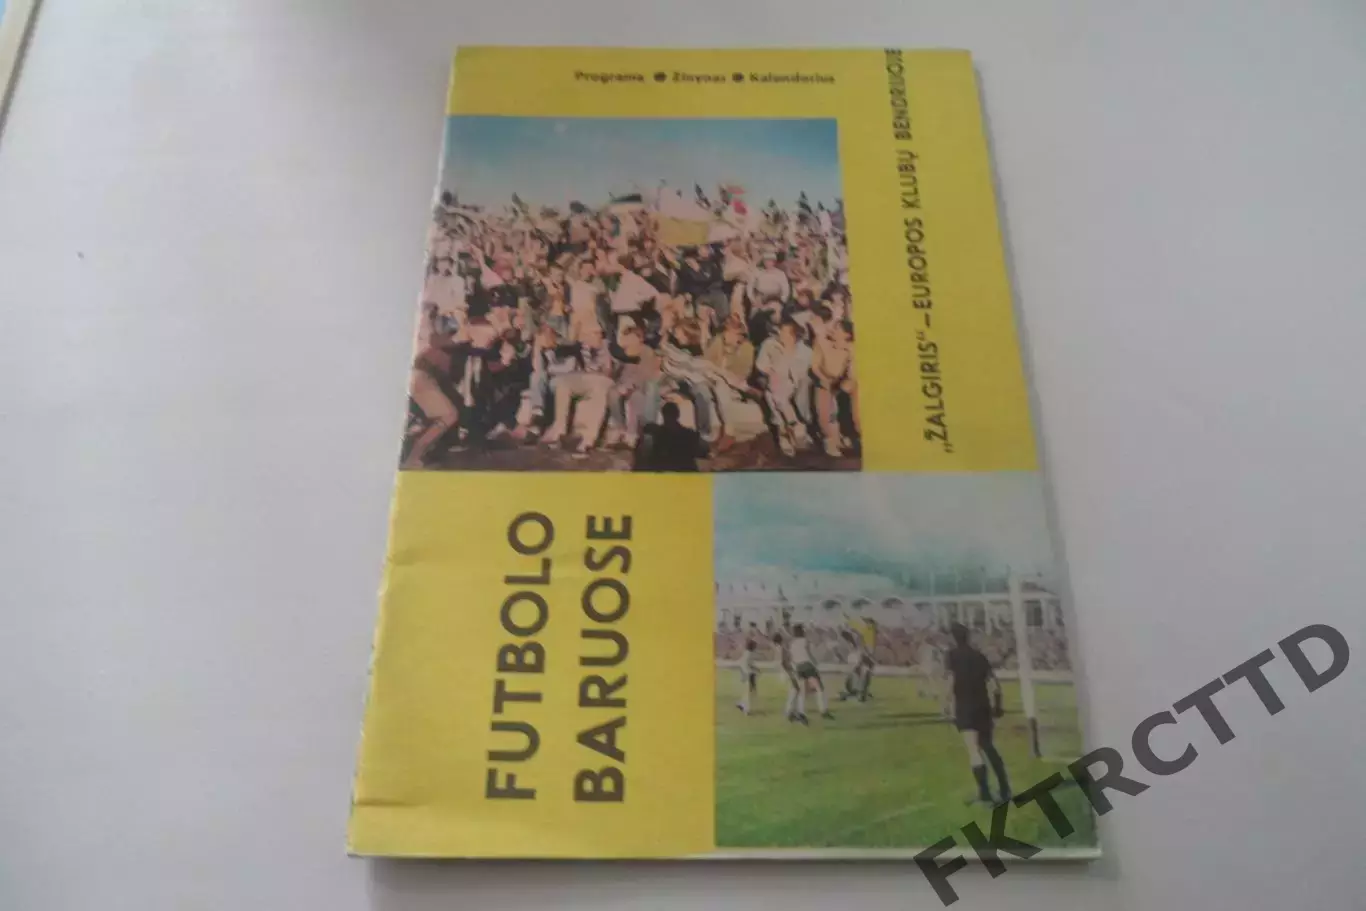 Programa ● Žinynas ● Kalendorius
„ŽALGIRIS“ – EUROPOS KLUBŲ BENDRIJOJE
FUTBOLO
BARUOSE
FKTRCTTD